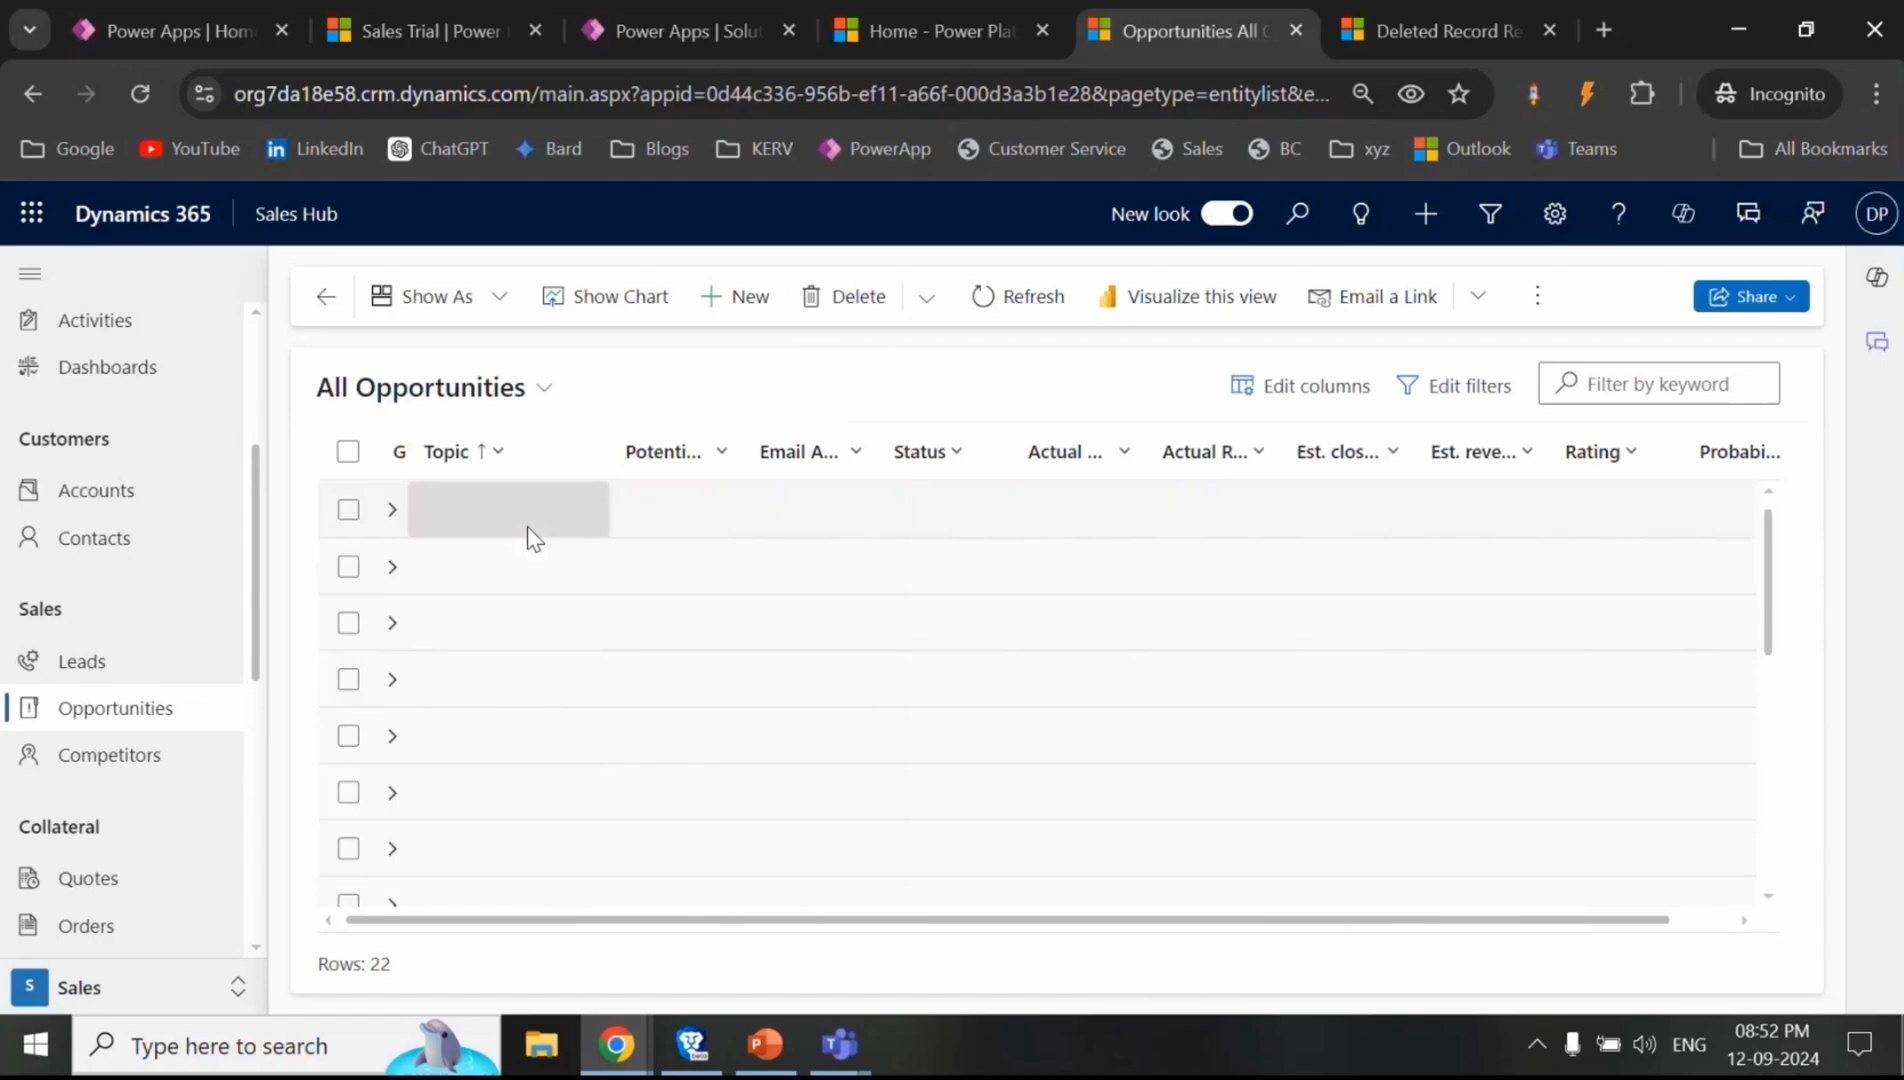 Power Apps | Hom
Sales Trial | Power
Power Apps | Solut
Home - Power Plat
Opportunities All O
Deleted Record Re
org7da18e58.crm.dynamics.com/main.aspx?appid=0d44c336-956b-ef11-a66f-000d3a3b1e28&pagetype=entitylist&e...
Incognito
Google
YouTube
LinkedIn
ChatGPT
Bard
Blogs
KERV
PowerApp
Customer Service
Sales
BC
xyz
Outlook
Teams
All Bookmarks
Dynamics 365
Sales Hub
New look
DP
Activities
Dashboards
Customers
Accounts
Contacts
Sales
Leads
Opportunities
Competitors
Collateral
Quotes
Orders
S Sales
Show As
Show Chart
New
Delete
Refresh
Visualize this view
Email a Link
Share
All Opportunities
Edit columns
Edit filters
Filter by keyword
G
Topic
Potenti...
Email A...
Status
Actual ...
Actual R...
Est. clos...
Est. reve...
Rating
Probabi...
Rows: 22
Type here to search
ENG
08:52 PM
12-09-2024